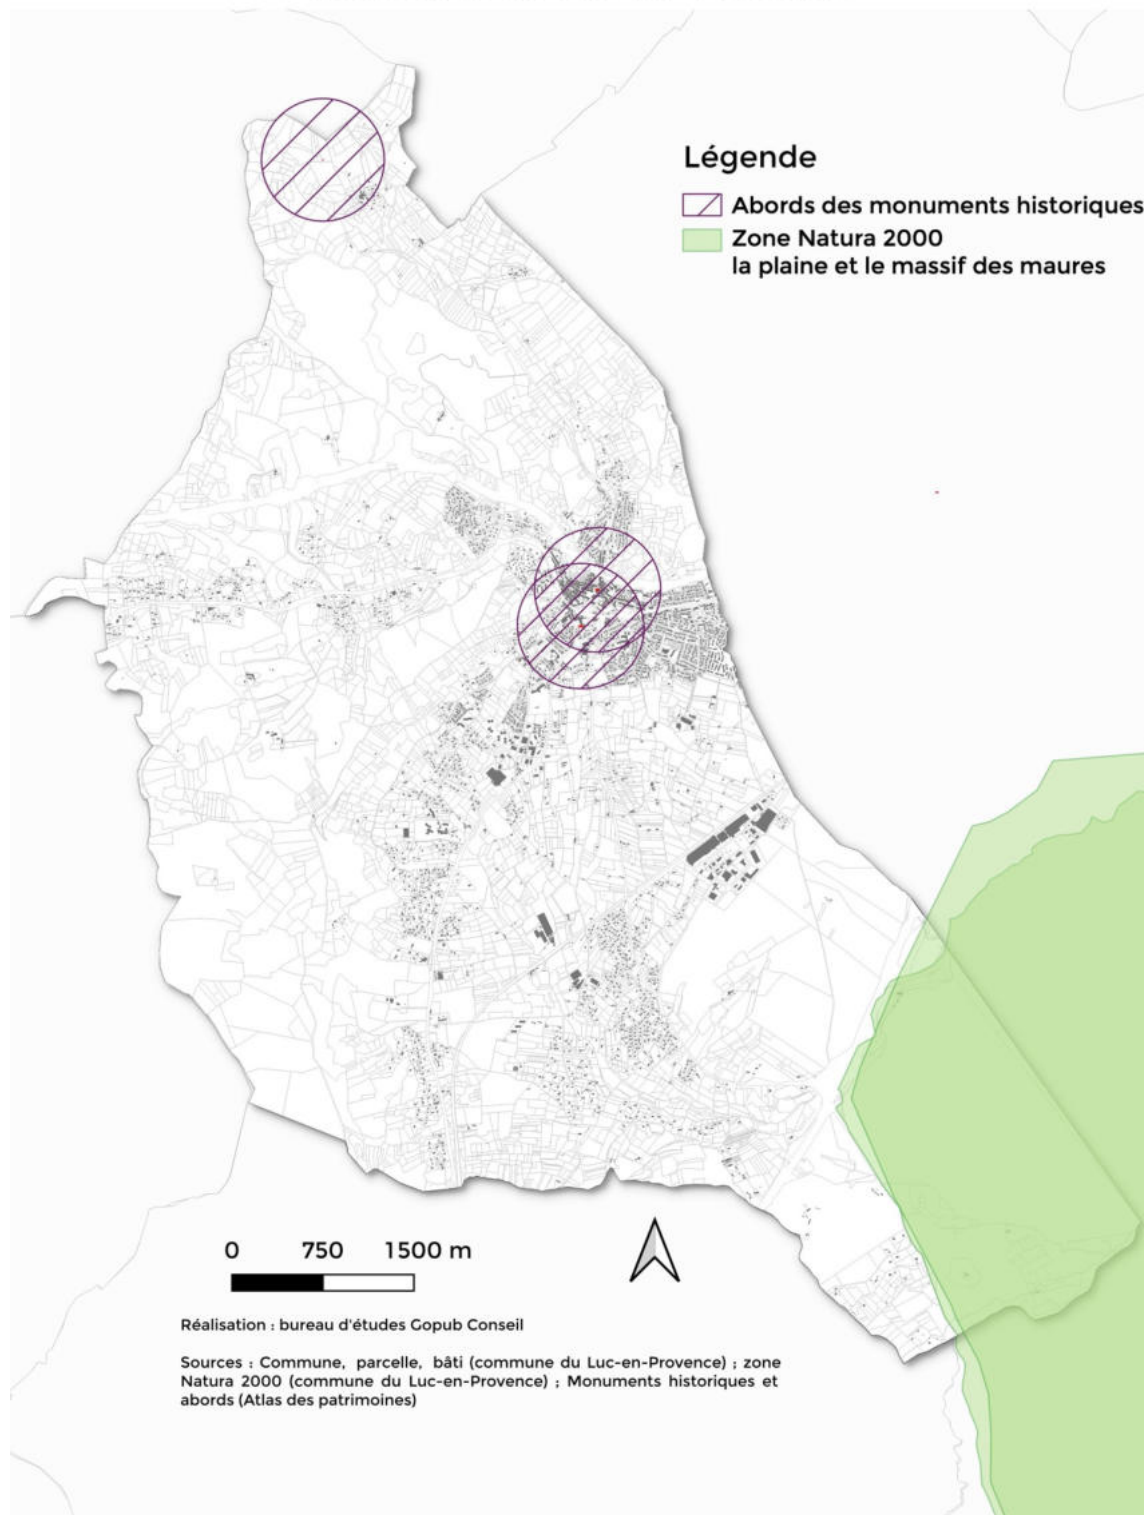 Légende
Abords des monuments historiques
Zone Natura 2000
la plaine et le massif des maures
0 750 1500 m
Réalisation : bureau d'études Gopub Conseil
Sources : Commune, parcelle, bâti (commune du Luc-en-Provence) ; zone
Natura 2000 (commune du Luc-en-Provence) ; Monuments historiques et
abords (Atlas des patrimoines)